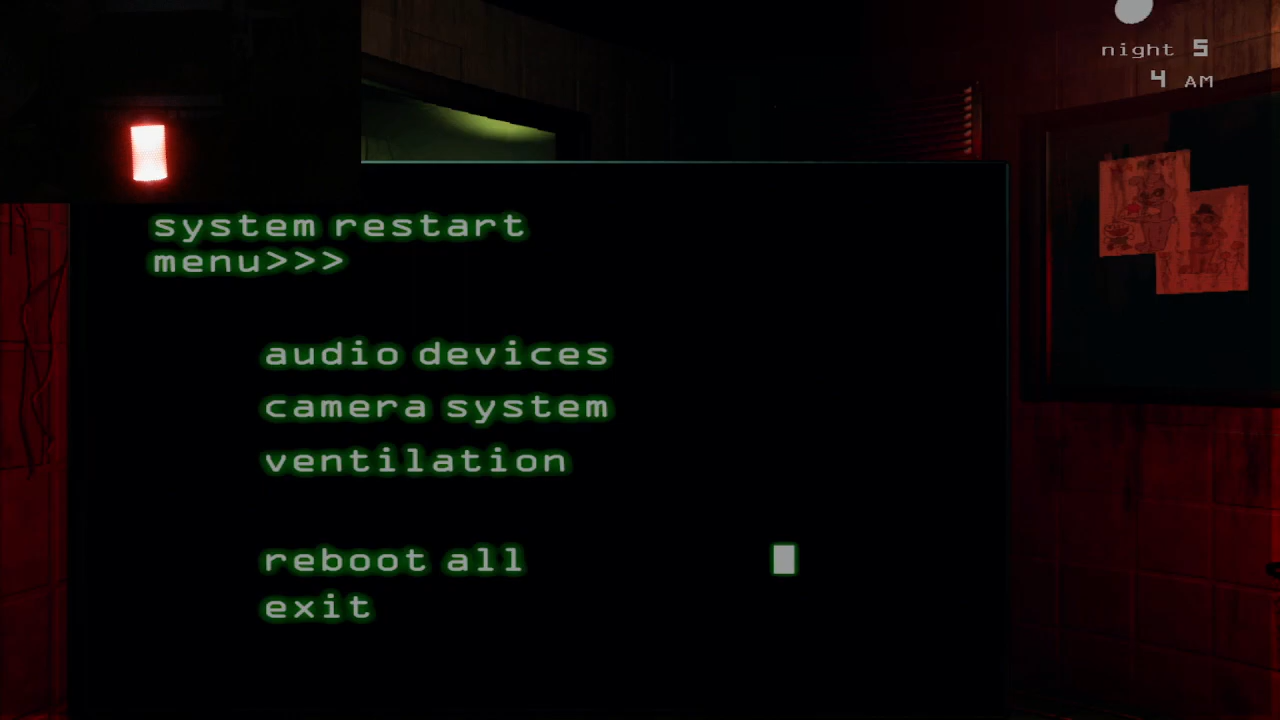 night 5
4 AM
system restart
menu>>>
audio devices
camera system
ventilation
reboot all
exit